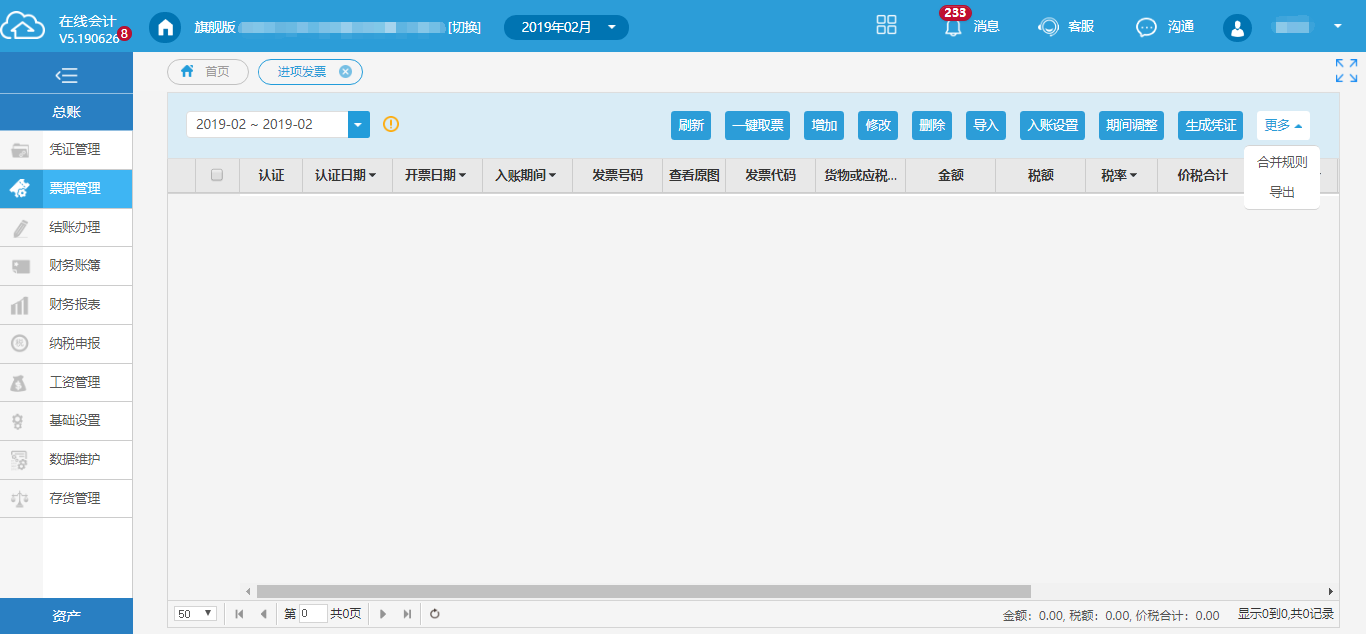 在线会计
V5.190626 8
旗舰版 [切换] 2019年02月 233 消息 客服 沟通
首页 进项发票
总账
凭证管理
票据管理
结账办理
财务账簿
财务报表
纳税申报
工资管理
基础设置
数据维护
存货管理
资产
2019-02 ~ 2019-02 刷新 一键取票 增加 修改 删除 导入 入账设置 期间调整 生成凭证 更多
合并规则
导出
认证 认证日期 开票日期 入账期间 发票号码 查看原图 发票代码 货物或应税... 金额 税额 税率 价税合计
50 第 0 共0页 金额：0.00, 税额：0.00, 价税合计：0.00 显示0到0,共0记录